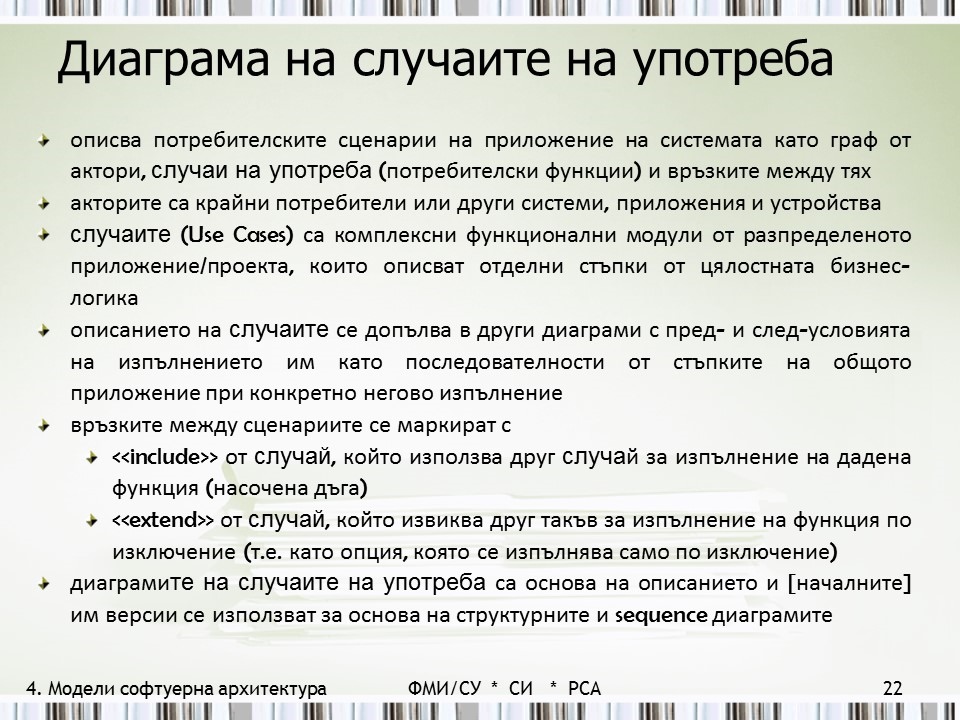 Диаграма на случаите на употреба
описва потребителските сценарии на приложение на системата като граф от
актори, случаи на употреба (потребителски функции) и връзките между тях
акторите са крайни потребители или други системи, приложения и устройства
случаите (Use Cases) са комплексни функционални модули от разпределеното
приложение/проекта, които описват отделни стъпки от цялостната бизнес-
логика
описанието на случаите се допълва в други диаграми с пред- и след-условията
на изпълнението им като последователности от стъпките на общото
приложение при конкретно негово изпълнение
връзките между сценариите се маркират с
<<include>> от случай, който използва друг случай за изпълнение на дадена
функция (насочена дъга)
<<extend>> от случай, който извиква друг такъв за изпълнение на функция по
изключение (т.е. като опция, която се изпълнява само по изключение)
диаграмите на случаите на употреба са основа на описанието и [началните]
им версии се използват за основа на структурните и sequence диаграмите
4. Модели софтуерна архитектура ФМИ/СУ * СИ * РСА 22